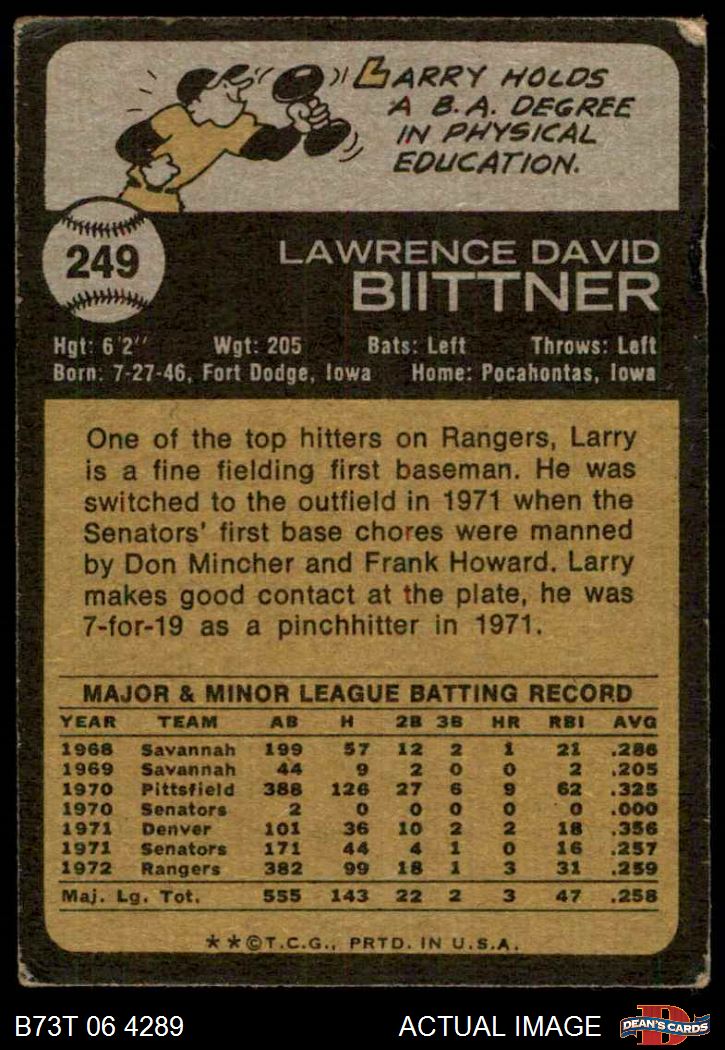 LARRY HOLDS
A B.A. DEGREE
IN PHYSICAL
EDUCATION.
249
LAWRENCE DAVID
BIITTNER
Hgt: 6'2" Wgt: 205 Bats: Left Throws: Left
Born: 7-27-46, Fort Dodge, Iowa Home: Pocahontas, Iowa
One of the top hitters on Rangers, Larry
is a fine fielding first baseman. He was
switched to the outfield in 1971 when the
Senators' first base chores were manned
by Don Mincher and Frank Howard. Larry
makes good contact at the plate, he was
7-for-19 as a pinchhitter in 1971.
MAJOR & MINOR LEAGUE BATTING RECORD
YEAR TEAM AB H 2B 3B HR RBI AVG
1968 Savannah 199 57 12 2 1 21 .286
1969 Savannah 44 9 2 0 0 2 .205
1970 Pittsfield 388 126 27 6 9 62 .325
1970 Senators 2 0 0 0 0 0 .000
1971 Denver 101 36 10 2 2 18 .356
1971 Senators 171 44 4 1 0 16 .257
1972 Rangers 382 99 18 1 3 31 .259
Maj. Lg. Tot. 555 143 22 2 3 47 .258
**©T.C.G., PRTD. IN U.S.A.
B73T 06 4289 ACTUAL IMAGE D DEAN'S CARDS